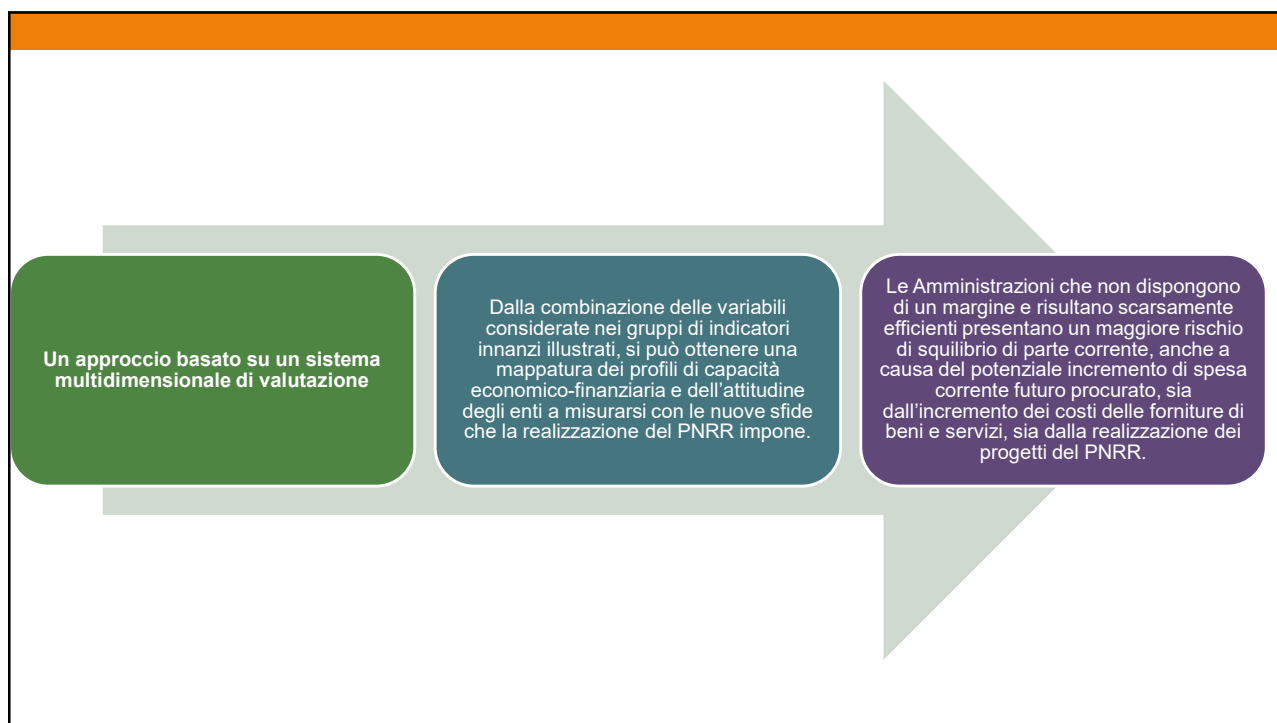 Un approccio basato su un sistema
multidimensionale di valutazione
Dalla combinazione delle variabili
considerate nei gruppi di indicatori
innanzi illustrati, si può ottenere una
mappatura dei profili di capacità
economico-finanziaria e dell’attitudine
degli enti a misurarsi con le nuove sfide
che la realizzazione del PNRR impone.
Le Amministrazioni che non dispongono
di un margine e risultano scarsamente
efficienti presentano un maggiore rischio
di squilibrio di parte corrente, anche a
causa del potenziale incremento di spesa
corrente futuro procurato, sia
dall’incremento dei costi delle forniture di
beni e servizi, sia dalla realizzazione dei
progetti del PNRR.